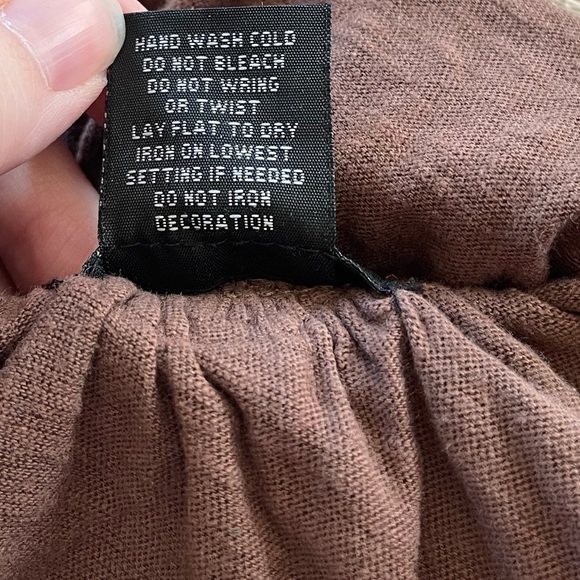 HAND WASH COLD
DO NOT BLEACH
DO NOT WRING
OR TWIST
LAY FLAT TO DRY
IRON ON LOWEST
SETTING IF NEEDED
DO NOT IRON
DECORATION